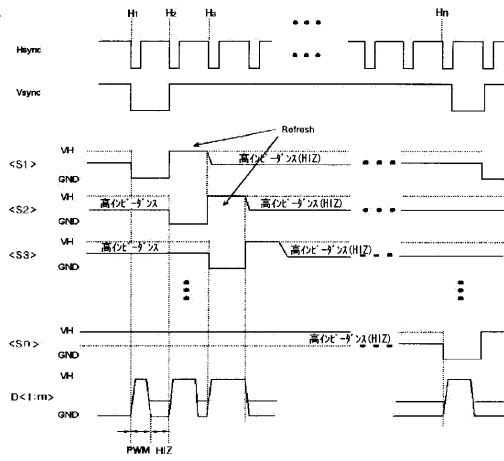 H1 H2 H3 Hn
Hsync
Vsync
Refresh
VH
<S1>
GND
高インピーダンス(HIZ)
VH
<S2>
GND
高インピーダンス
高インピーダンス(HIZ)
VH
<S3>
GND
高インピーダンス
高インピーダンス(HIZ)
VH
<Sn>
GND
高インピーダンス(HIZ)
VH
D<1:m>
GND
PWM HIZ